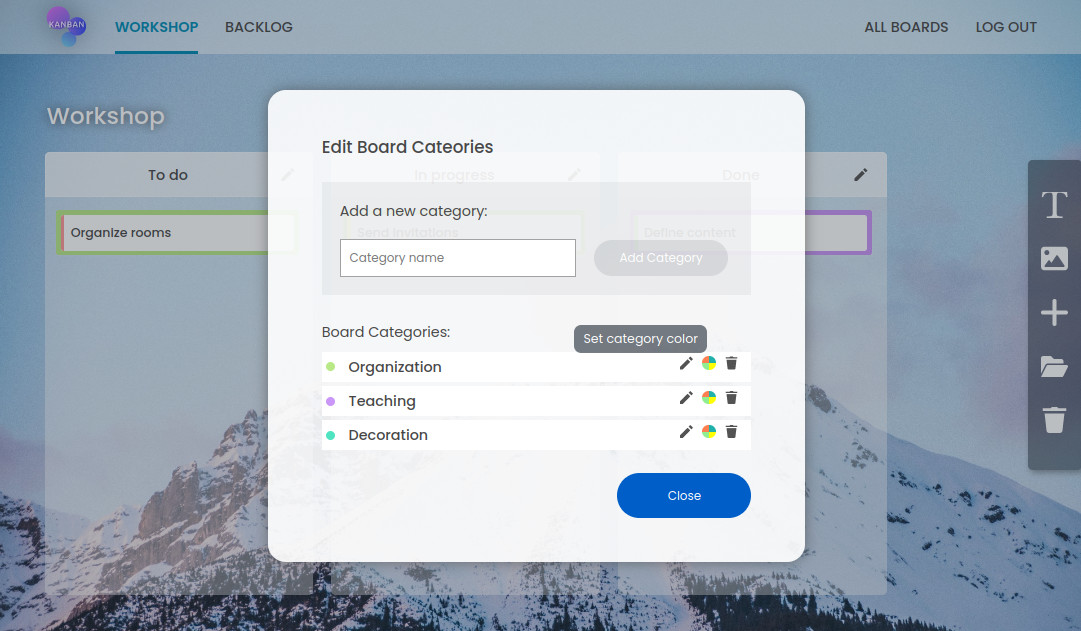 KANBAN
WORKSHOP
BACKLOG
ALL BOARDS
LOG OUT
Workshop
To do
In progress
Done
Organize rooms
Send Invitations
Define content
Edit Board Cateories
Add a new category:
Category name
Add Category
Board Categories:
Set category color
Organization
Teaching
Decoration
Close
T